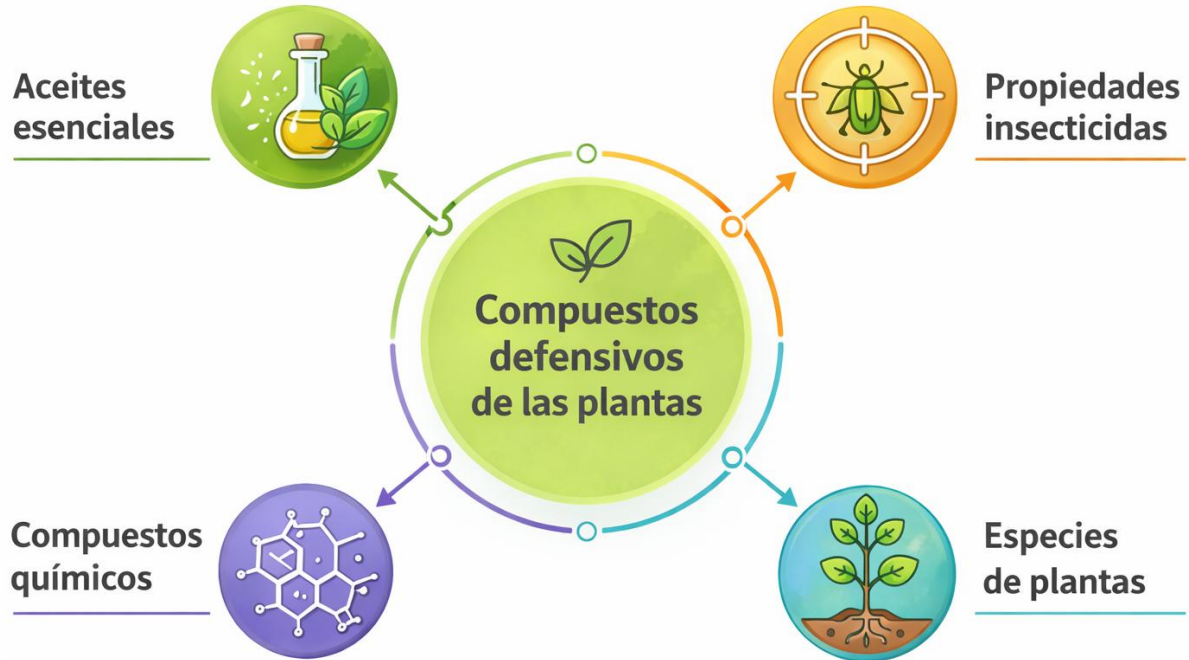 Aceites
esenciales
Propiedades
insecticidas
Compuestos
defensivos
de las plantas
Compuestos
químicos
Especies
de plantas